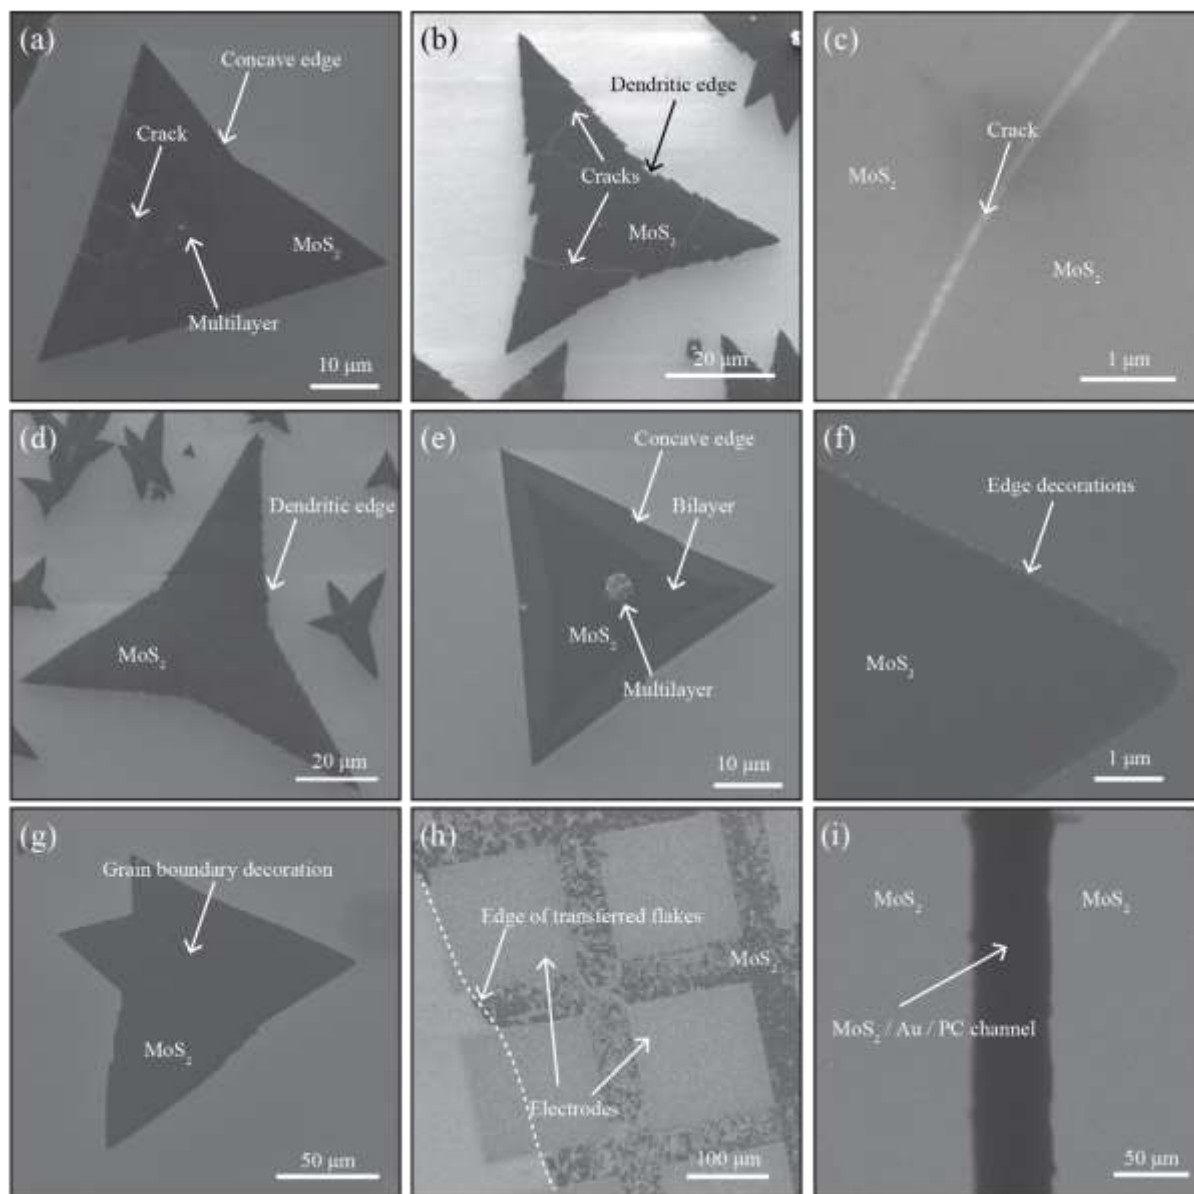 (a)
Concave edge
Crack
MoS₂
Multilayer
10 μm
(b)
Dendritic edge
Cracks
MoS₂
20 μm
(c)
Crack
MoS₂
MoS₂
1 μm
(d)
Dendritic edge
MoS₂
20 μm
(e)
Concave edge
Bilayer
MoS₂
Multilayer
10 μm
(f)
Edge decorations
MoS₂
1 μm
(g)
Grain boundary decoration
MoS₂
50 μm
(h)
Edge of transferred flakes
MoS₂
Electrodes
100 μm
(i)
MoS₂
MoS₂
MoS₂ / Au / PC channel
50 μm